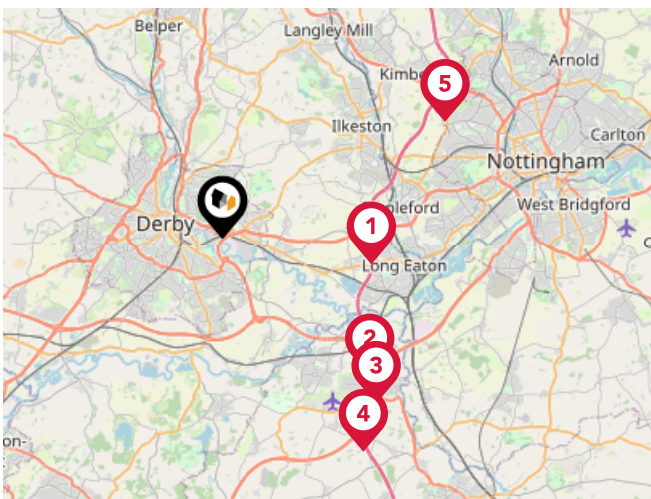 Belper
Langley Mill
Arnold
Kimbe
5
Ilkeston
Carlton
Nottingham
pleford
West Bridgford
Derby
1
Long Eaton
2
3
4
on-